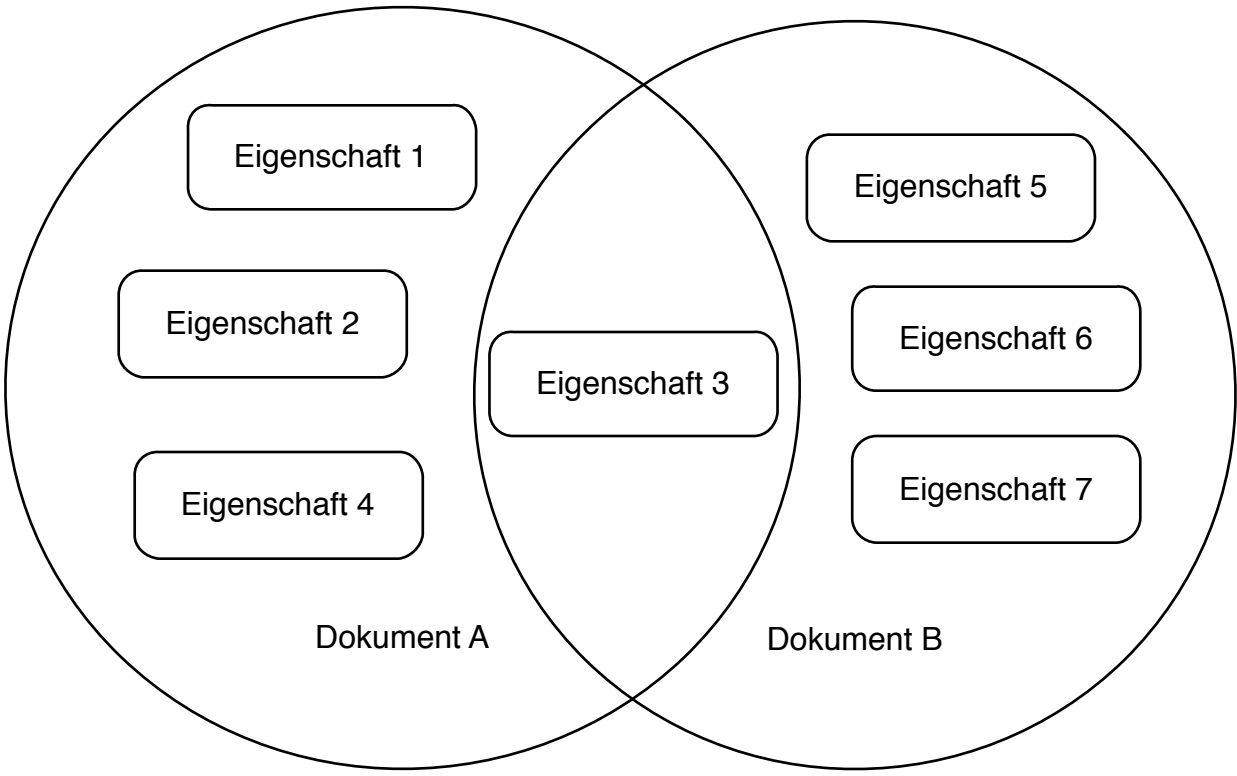 Eigenschaft 1
Eigenschaft 2
Eigenschaft 4
Eigenschaft 3
Eigenschaft 5
Eigenschaft 6
Eigenschaft 7
Dokument A
Dokument B